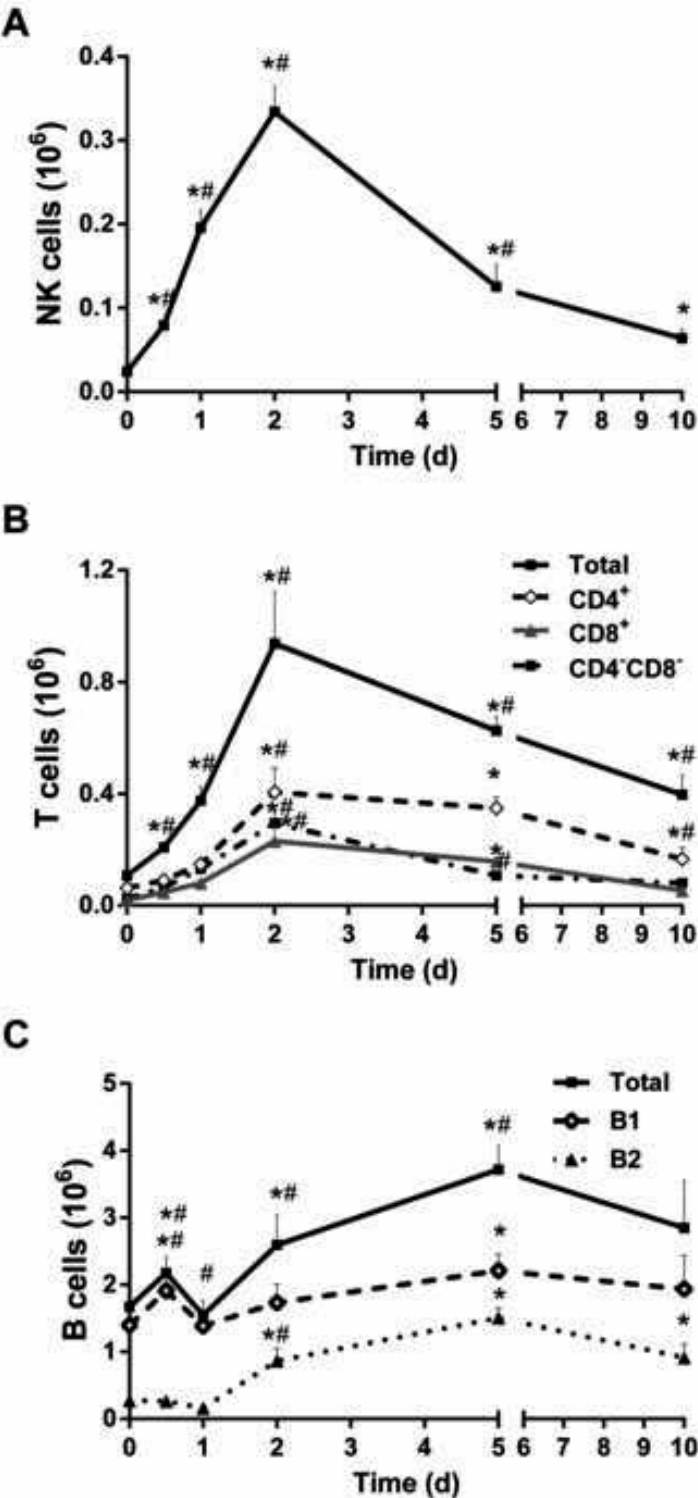 A
NK cells (10⁶)
0.4
0.3
0.2
0.1
0.0
*#
*#
*#
*#
*
0 1 2 3 4 5 6 7 8 9 10
Time (d)
B
T cells (10⁶)
1.2
0.8
0.4
0.0
Total
CD4⁺
CD8⁺
CD4⁻CD8⁻
*#
*#
*#
*#
*#
*#
*#
*
*#
*#
*
#
0 1 2 3 4 5 6 7 8 9 10
Time (d)
C
B cells (10⁶)
5
4
3
2
1
0
Total
B1
B2
*#
*#
#
*#
*#
*#
*
*
*
0 1 2 3 4 5 6 7 8 9 10
Time (d)